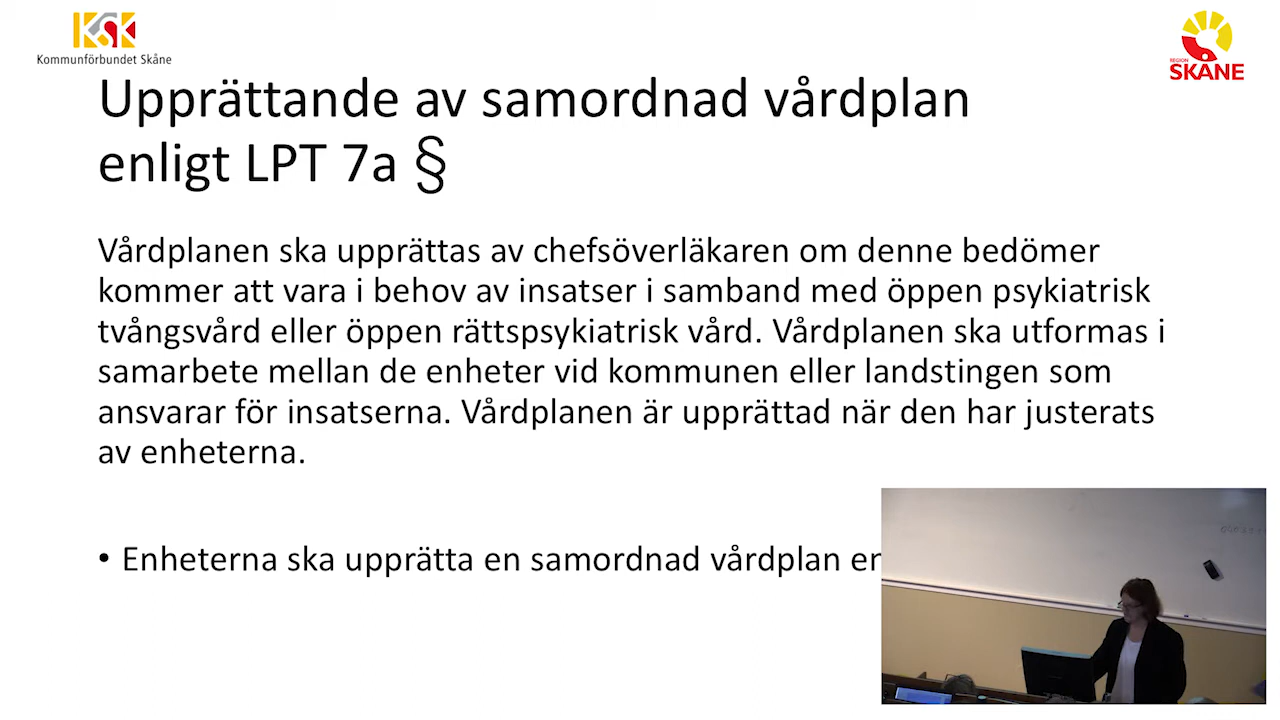 KSK
Kommunförbundet Skåne
REGION
SKÅNE
Upprättande av samordnad vårdplan
enligt LPT 7a §
Vårdplanen ska upprättas av chefsöverläkaren om denne bedömer
kommer att vara i behov av insatser i samband med öppen psykiatrisk
tvångsvård eller öppen rättspsykiatrisk vård. Vårdplanen ska utformas i
samarbete mellan de enheter vid kommunen eller landstingen som
ansvarar för insatserna. Vårdplanen är upprättad när den har justerats
av enheterna.
• Enheterna ska upprätta en samordnad vårdplan en